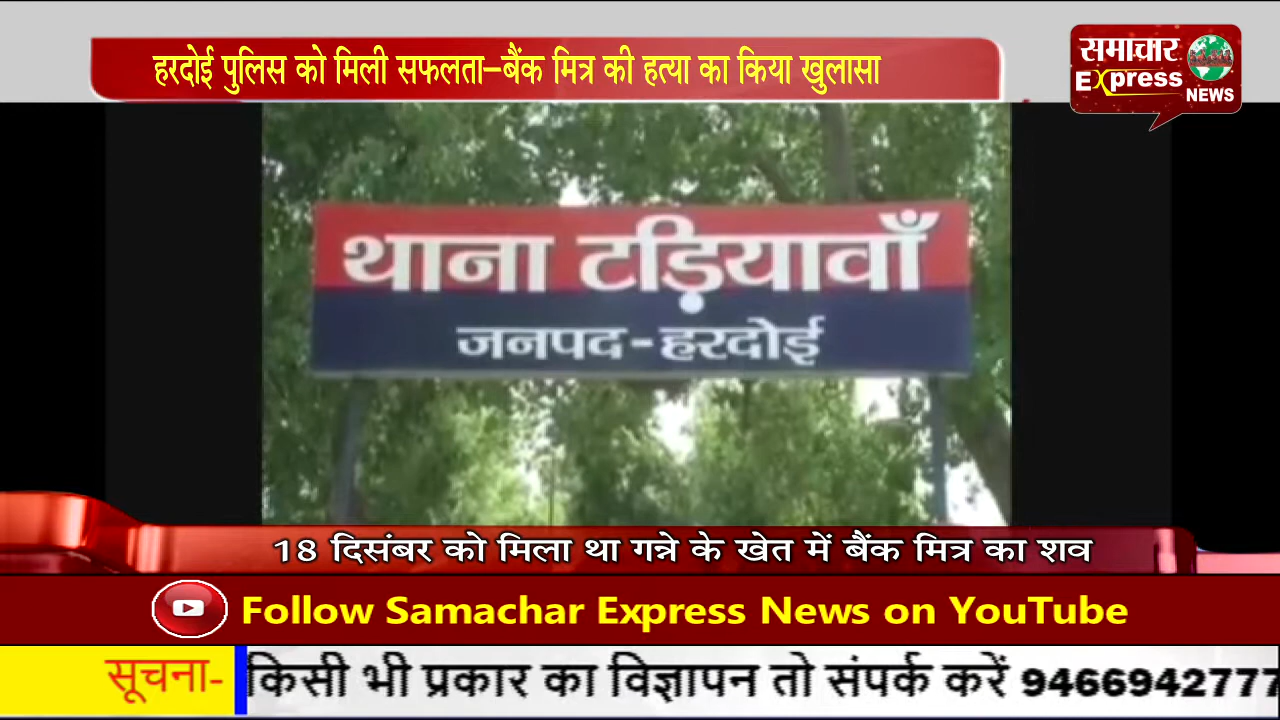 हरदोई पुलिस को मिली सफलता–बैंक मित्र की हत्या का किया खुलासा
समाचार
Express
NEWS
थाना टड़ियावाँ
जनपद-हरदोई
18 दिसंबर को मिला था गन्ने के खेत में बैंक मित्र का शव
Follow Samachar Express News on YouTube
सूचना- किसी भी प्रकार का विज्ञापन तो संपर्क करें 9466942777